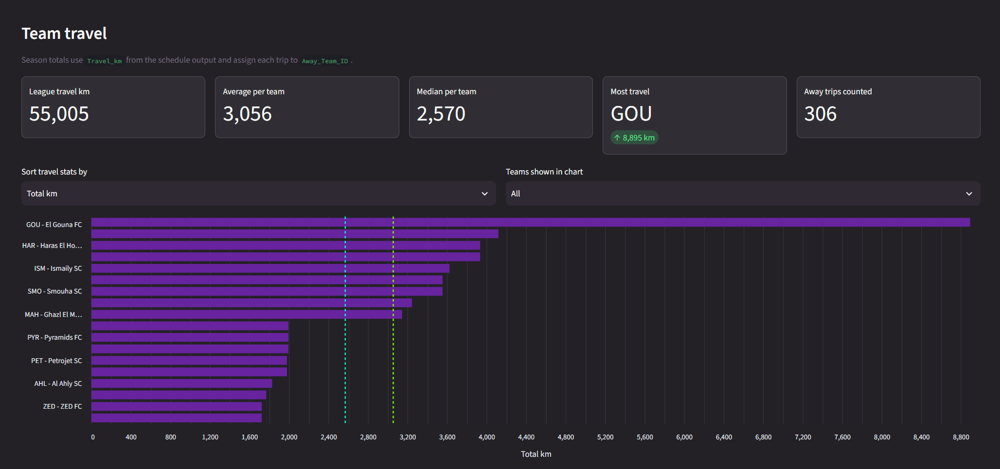 Team travel
Season totals use Travel_km from the schedule output and assign each trip to Away_Team_ID.
League travel km
55,005
Average per team
3,056
Median per team
2,570
Most travel
GOU
↑ 8,895 km
Away trips counted
306
Sort travel stats by
Total km
Teams shown in chart
All
GOU - El Gouna FC
HAR - Haras El Ho…
ISM - Ismaily SC
SMO - Smouha SC
MAH - Ghazl El M…
PYR - Pyramids FC
PET - Petrojet SC
AHL - Al Ahly SC
ZED - ZED FC
0 400 800 1,200 1,600 2,000 2,400 2,800 3,200 3,600 4,000 4,400 4,800 5,200 5,600 6,000 6,400 6,800 7,200 7,600 8,000 8,400 8,800
Total km